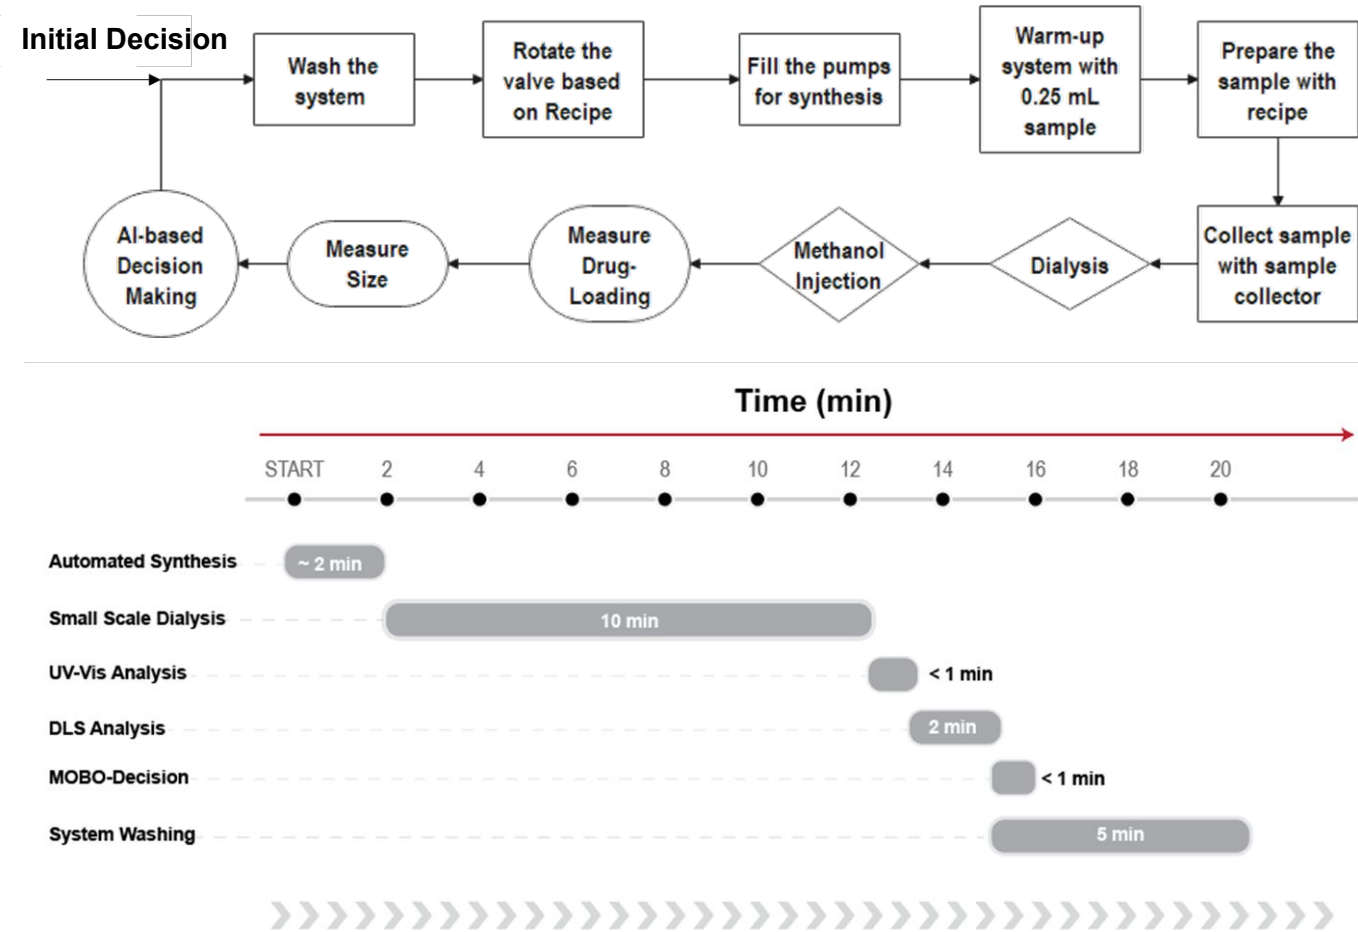 Initial Decision
Wash the
system
Rotate the
valve based
on Recipe
Fill the pumps
for synthesis
Warm-up
system with
0.25 mL
sample
Prepare the
sample with
recipe
AI-based
Decision
Making
Measure
Size
Measure
Drug-
Loading
Methanol
Injection
Dialysis
Collect sample
with sample
collector
Time (min)
START 2 4 6 8 10 12 14 16 18 20
Automated Synthesis ~ 2 min
Small Scale Dialysis 10 min
UV-Vis Analysis < 1 min
DLS Analysis 2 min
MOBO-Decision < 1 min
System Washing 5 min